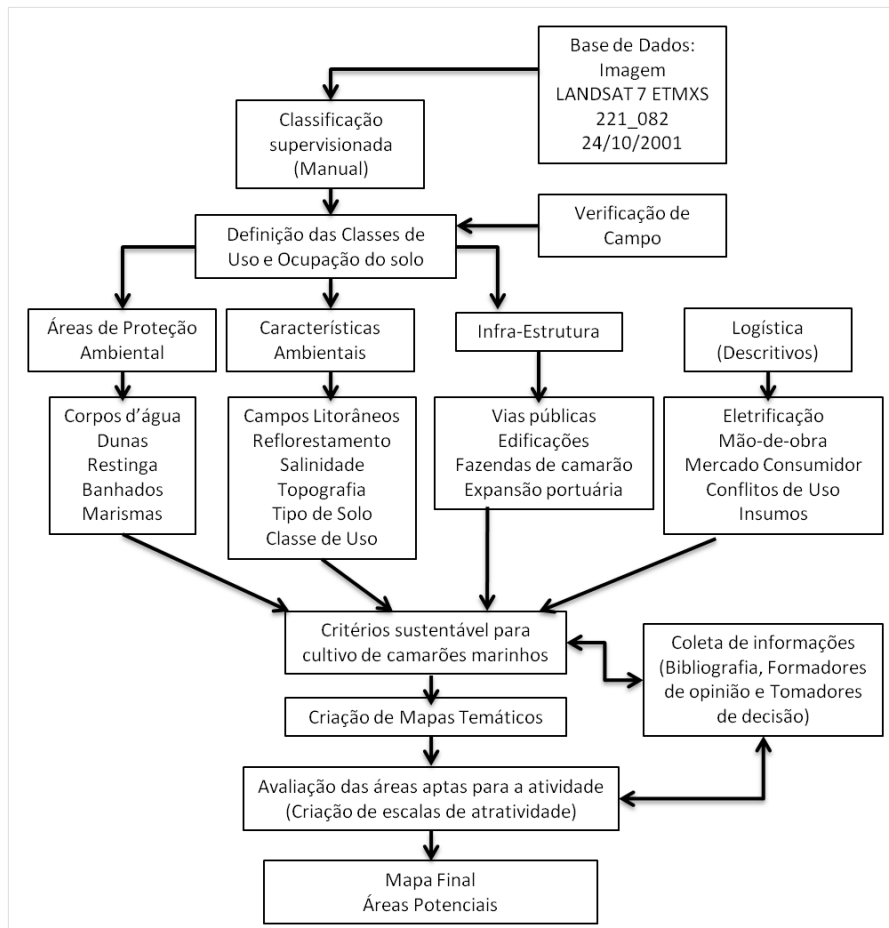 Base de Dados:
Imagem
LANDSAT 7 ETMXS
221_082
24/10/2001
Classificação
supervisionada
(Manual)
Verificação de
Campo
Definição das Classes de
Uso e Ocupação do solo
Áreas de Proteção
Ambiental
Características
Ambientais
Infra-Estrutura
Logística
(Descritivos)
Corpos d’água
Dunas
Restinga
Banhados
Marismas
Campos Litorâneos
Reflorestamento
Salinidade
Topografia
Tipo de Solo
Classe de Uso
Vias públicas
Edificações
Fazendas de camarão
Expansão portuária
Eletrificação
Mão-de-obra
Mercado Consumidor
Conflitos de Uso
Insumos
Critérios sustentável para
cultivo de camarões marinhos
Coleta de informações
(Bibliografia, Formadores
de opinião e Tomadores
de decisão)
Criação de Mapas Temáticos
Avaliação das áreas aptas para a atividade
(Criação de escalas de atratividade)
Mapa Final
Áreas Potenciais